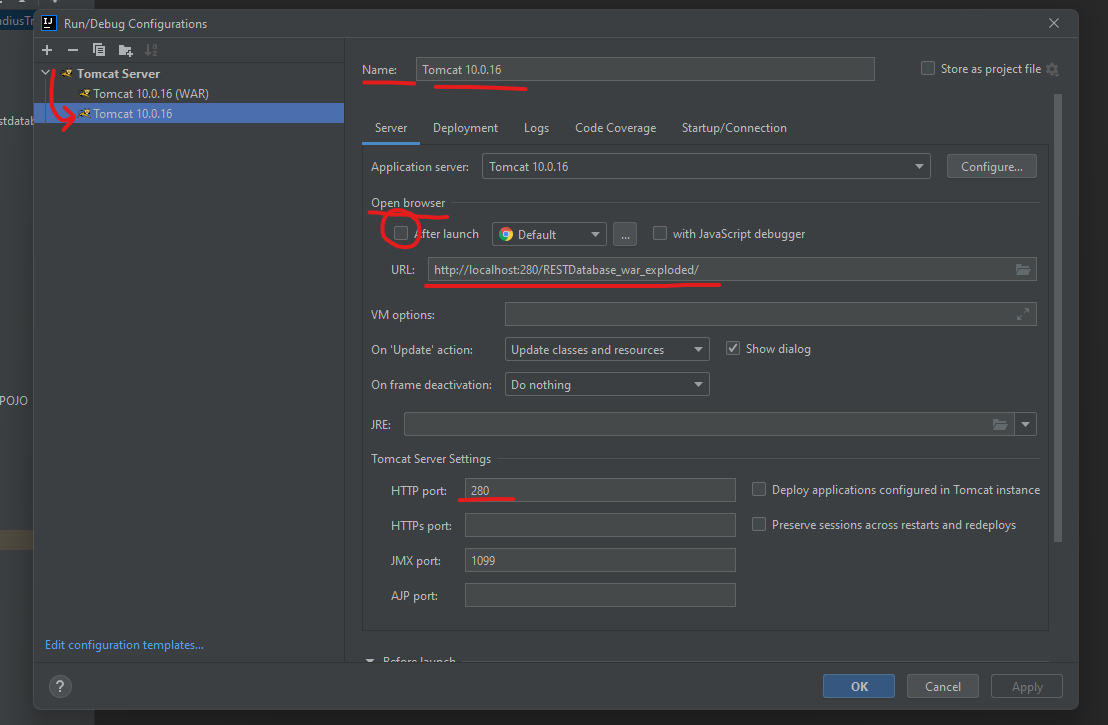 ndiusTr
IJ Run/Debug Configurations
Tomcat Server
Tomcat 10.0.16 (WAR)
Tomcat 10.0.16
stdatab
POJO
Edit configuration templates...
Name: Tomcat 10.0.16
Store as project file
Server Deployment Logs Code Coverage Startup/Connection
Application server: Tomcat 10.0.16 Configure...
Open browser
After launch Default ... with JavaScript debugger
URL: http://localhost:280/RESTDatabase_war_exploded/
VM options:
On 'Update' action: Update classes and resources Show dialog
On frame deactivation: Do nothing
JRE:
Tomcat Server Settings
HTTP port: 280 Deploy applications configured in Tomcat instance
HTTPs port: Preserve sessions across restarts and redeploys
JMX port: 1099
AJP port:
Before launch
? OK Cancel Apply